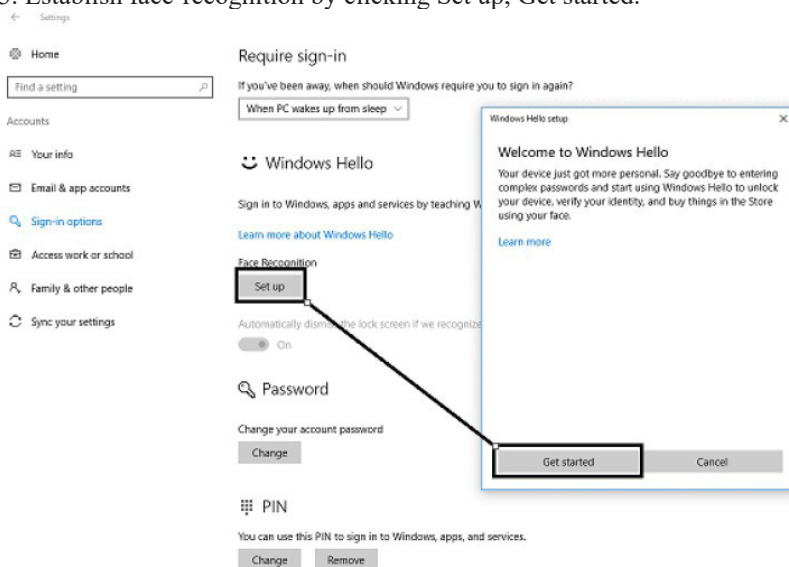 5. Establish face recognition by clicking Set up, Get started.
Settings
Home
Find a setting
Accounts
Your info
Email & app accounts
Sign-in options
Access work or school
Family & other people
Sync your settings
Require sign-in
If you've been away, when should Windows require you to sign in again?
When PC wakes up from sleep
Windows Hello
Sign in to Windows, apps and services by teaching
Learn more about Windows Hello
Face Recognition
Set up
Automatically dismiss the lock screen if we recognize
On
Password
Change your account password
Change
PIN
You can use this PIN to sign in to Windows, apps, and services.
Change Remove
Windows Hello setup
Welcome to Windows Hello
Your device just got more personal. Say goodbye to entering
complex passwords and start using Windows Hello to unlock
your device, verify your identity, and buy things in the Store
using your face.
Learn more
Get started Cancel